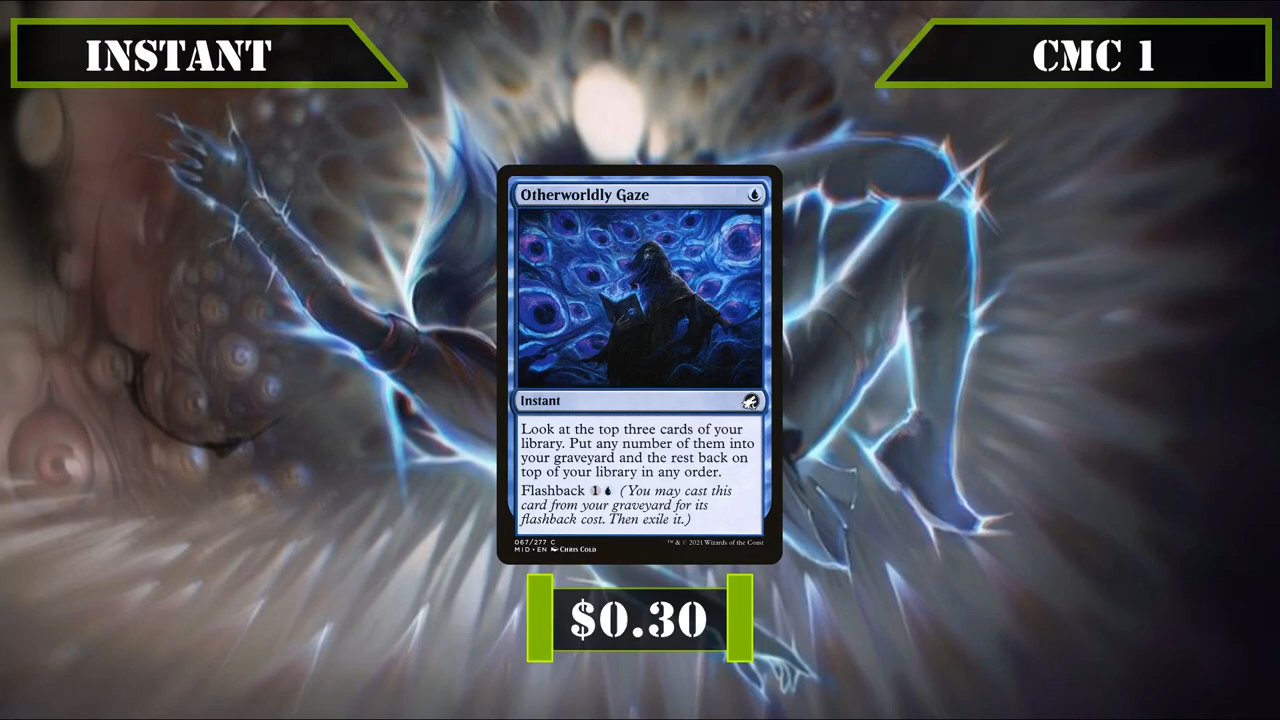 INSTANT
CMC 1
Otherworldly Gaze
Instant
Look at the top three cards of your
library. Put any number of them into
your graveyard and the rest back on
top of your library in any order.
Flashback 1 (You may cast this
card from your graveyard for its
flashback cost. Then exile it.)
067/277 C
MID • EN Chris Cold
™ & © 2021 Wizards of the Coast
$0.30